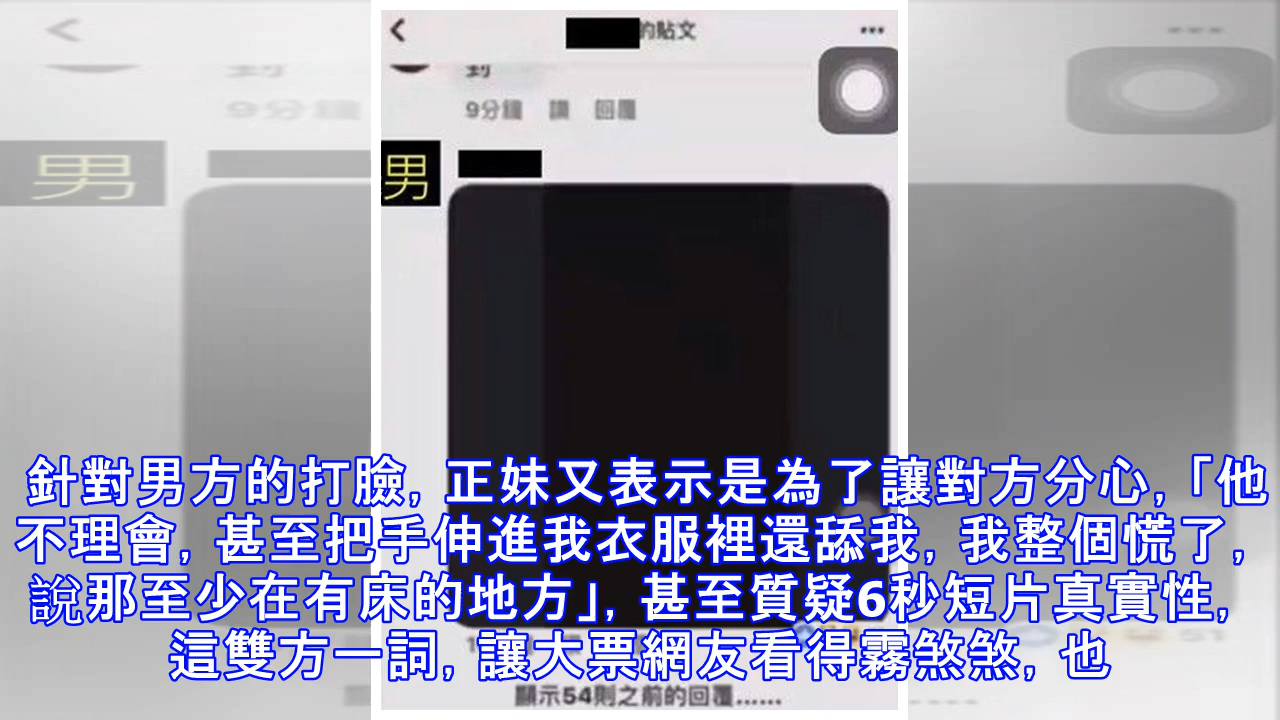 的貼文
對
9分鐘 讚 回覆
男
針對男方的打臉, 正妹又表示是為了讓對方分心,「他
不理會, 甚至把手伸進我衣服裡還舔我, 我整個慌了,
說那至少在有床的地方」, 甚至質疑6秒短片真實性,
這雙方一詞, 讓大票網友看得霧煞煞, 也
顯示54則之前的回覆......